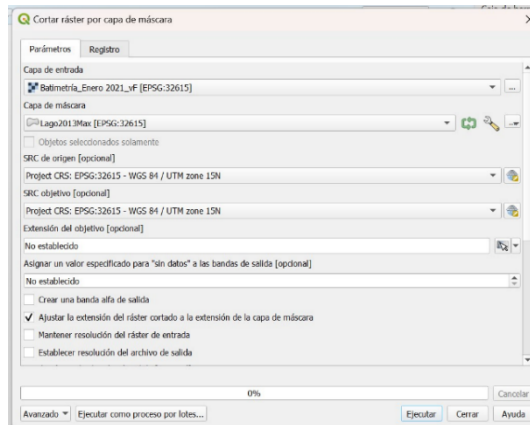 Cortar ráster por capa de máscara
Parámetros Registro
Capa de entrada
Batimetría_Enero 2021_vF [EPSG:32615]
Capa de máscara
Lago2013Max [EPSG:32615]
Objetos seleccionados solamente
SRC de origen [opcional]
Project CRS: EPSG:32615 - WGS 84 / UTM zone 15N
SRC objetivo [opcional]
Project CRS: EPSG:32615 - WGS 84 / UTM zone 15N
Extensión del objetivo [opcional]
No establecido
Asignar un valor especificado para "sin datos" a las bandas de salida [opcional]
No establecido
Crear una banda alfa de salida
Ajustar la extensión del ráster cortado a la extensión de la capa de máscara
Mantener resolución del ráster de entrada
Establecer resolución del archivo de salida
0% Cancelar
Avanzado Ejecutar como proceso por lotes... Ejecutar Cerrar Ayuda